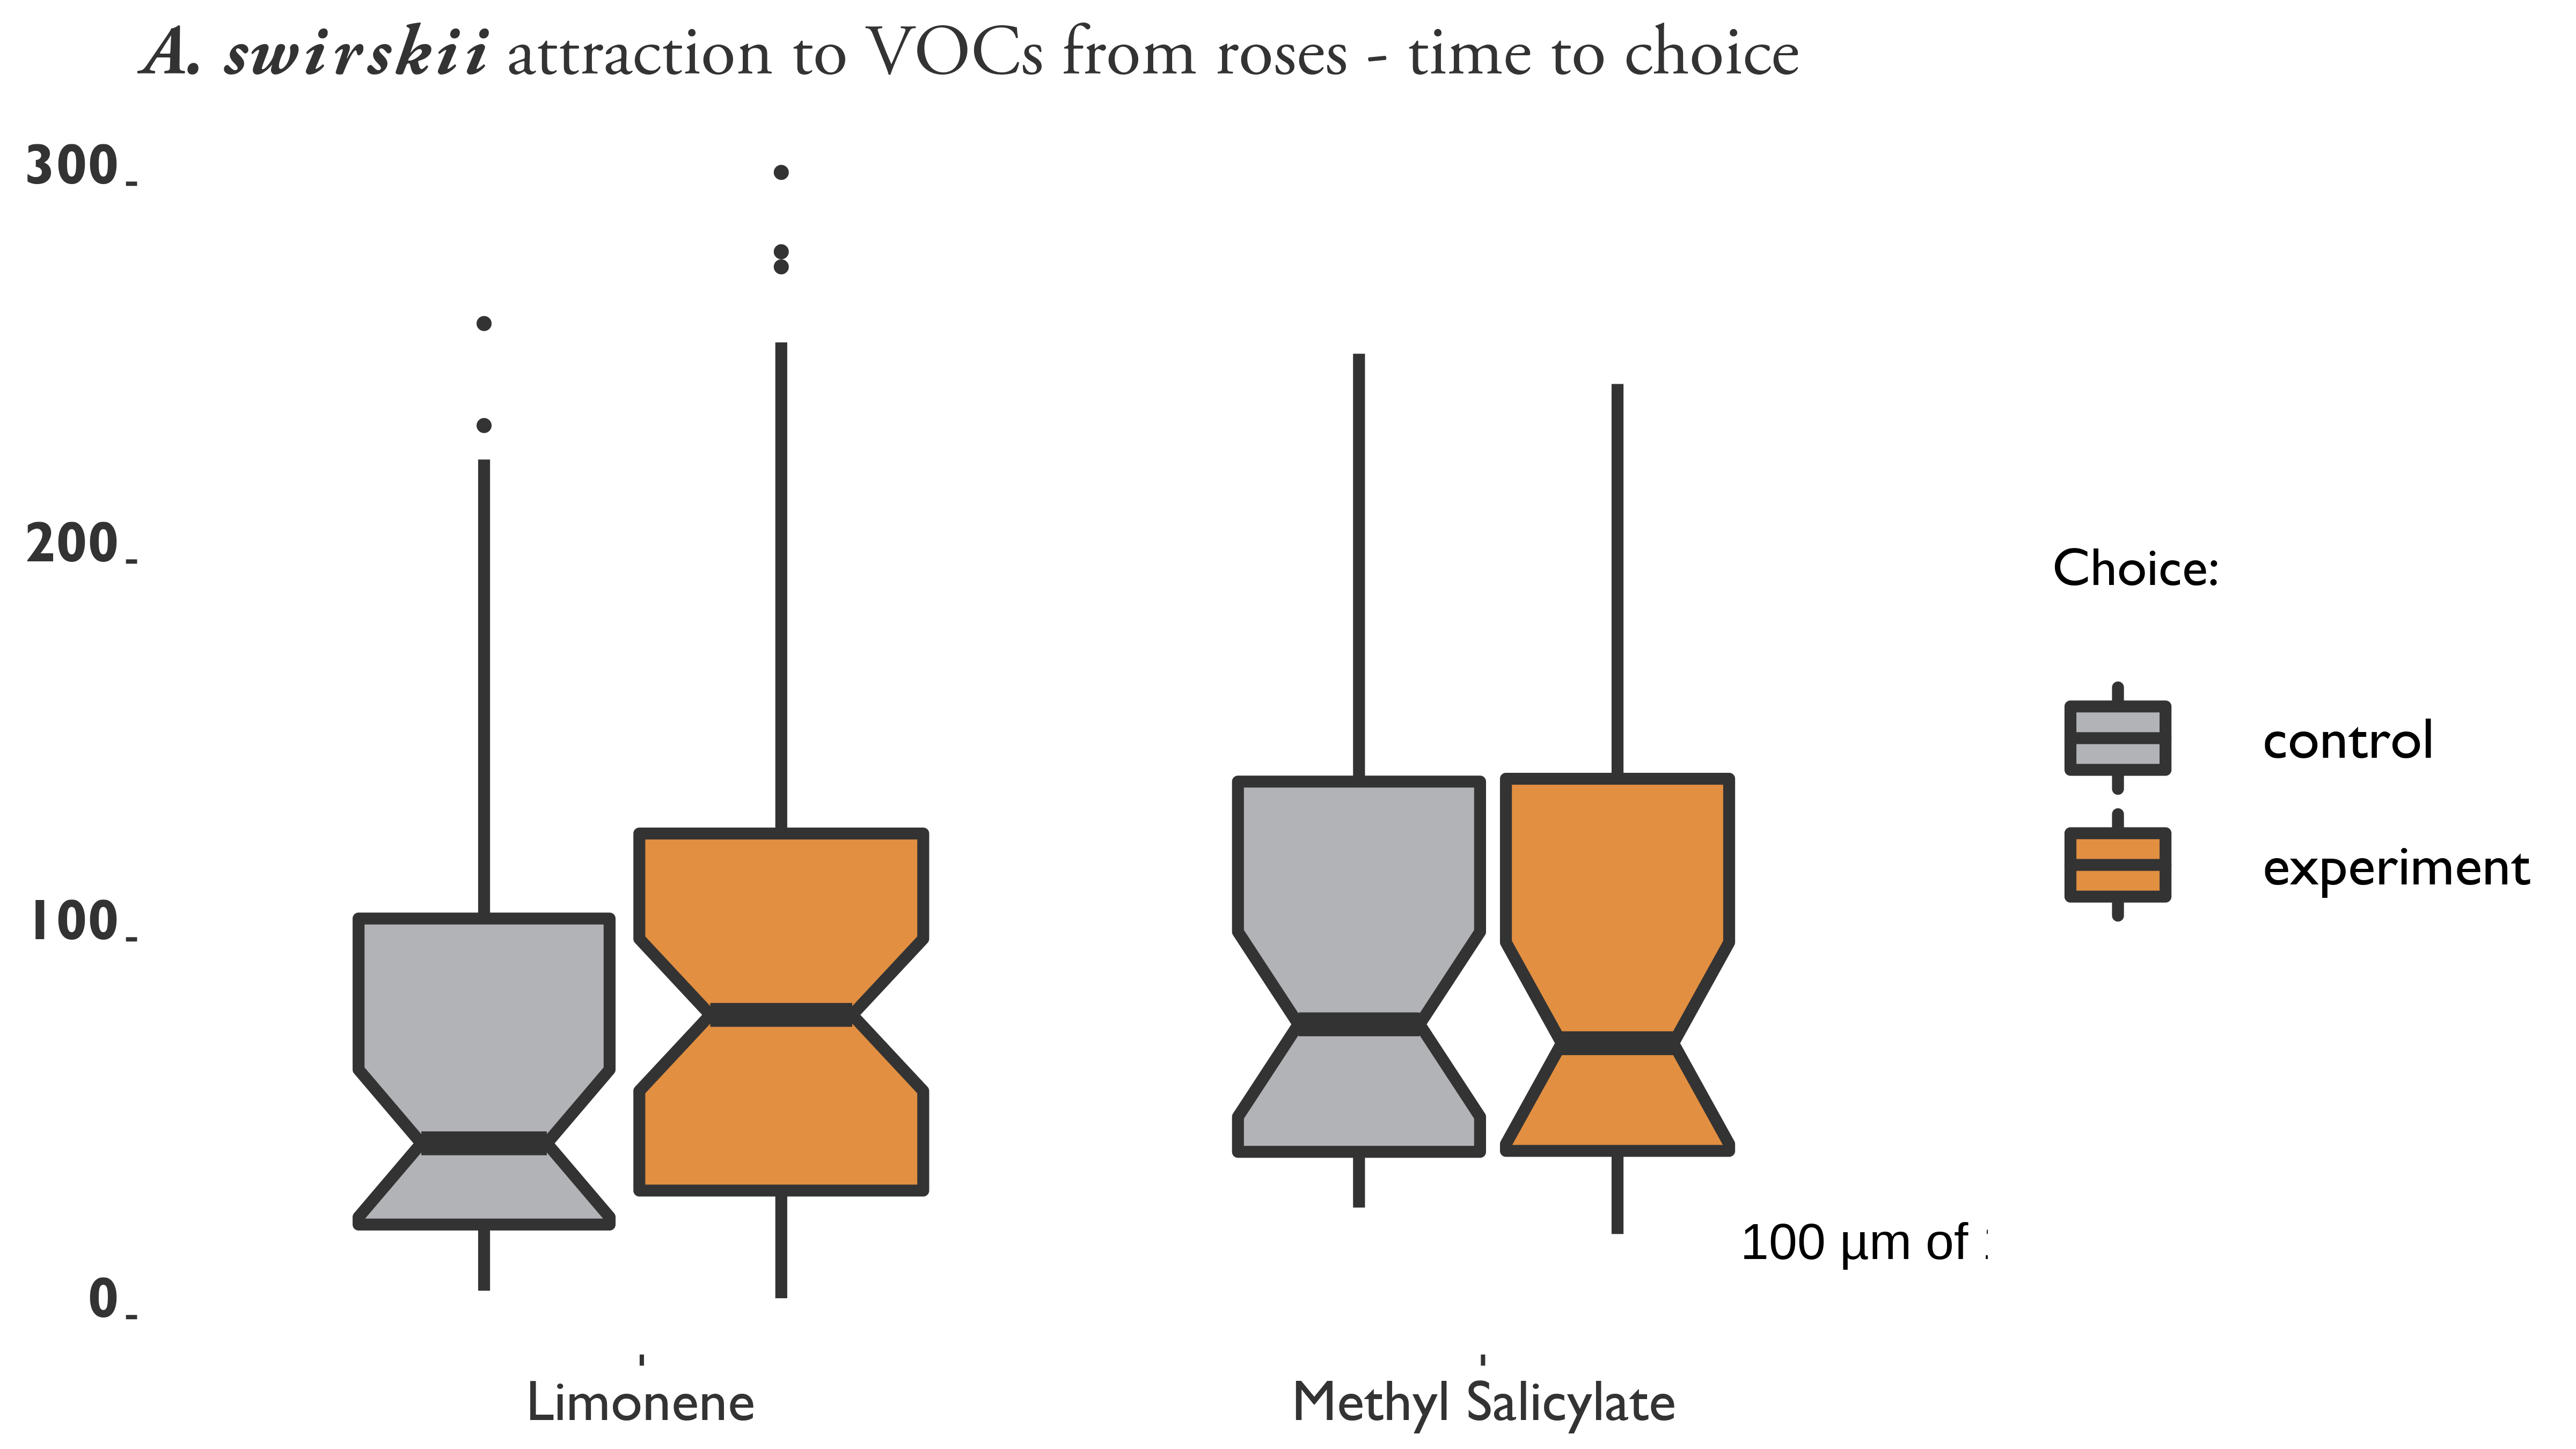 A. swirskii attraction to VOCs from roses - time to choice
300
200
100
0
Choice:
control
experiment
100 µm of
Limonene
Methyl Salicylate